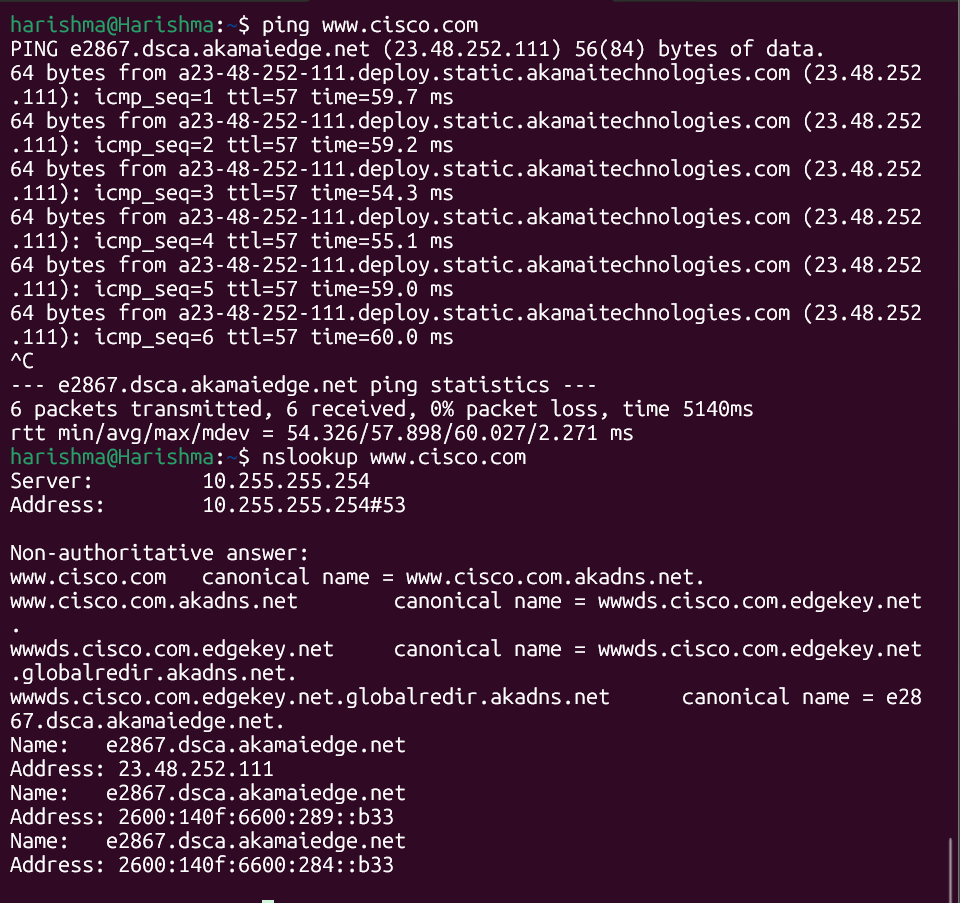 harishma@Harishma:~$ ping www.cisco.com
PING e2867.dsca.akamaiedge.net (23.48.252.111) 56(84) bytes of data.
64 bytes from a23-48-252-111.deploy.static.akamaitechnologies.com (23.48.252
.111): icmp_seq=1 ttl=57 time=59.7 ms
64 bytes from a23-48-252-111.deploy.static.akamaitechnologies.com (23.48.252
.111): icmp_seq=2 ttl=57 time=59.2 ms
64 bytes from a23-48-252-111.deploy.static.akamaitechnologies.com (23.48.252
.111): icmp_seq=3 ttl=57 time=54.3 ms
64 bytes from a23-48-252-111.deploy.static.akamaitechnologies.com (23.48.252
.111): icmp_seq=4 ttl=57 time=55.1 ms
64 bytes from a23-48-252-111.deploy.static.akamaitechnologies.com (23.48.252
.111): icmp_seq=5 ttl=57 time=59.0 ms
64 bytes from a23-48-252-111.deploy.static.akamaitechnologies.com (23.48.252
.111): icmp_seq=6 ttl=57 time=60.0 ms
^C
--- e2867.dsca.akamaiedge.net ping statistics ---
6 packets transmitted, 6 received, 0% packet loss, time 5140ms
rtt min/avg/max/mdev = 54.326/57.898/60.027/2.271 ms
harishma@Harishma:~$ nslookup www.cisco.com
Server:         10.255.255.254
Address:        10.255.255.254#53

Non-authoritative answer:
www.cisco.com   canonical name = www.cisco.com.akadns.net.
www.cisco.com.akadns.net        canonical name = wwwds.cisco.com.edgekey.net
.
wwwds.cisco.com.edgekey.net     canonical name = wwwds.cisco.com.edgekey.net
.globalredir.akadns.net.
wwwds.cisco.com.edgekey.net.globalredir.akadns.net      canonical name = e28
67.dsca.akamaiedge.net.
Name:   e2867.dsca.akamaiedge.net
Address: 23.48.252.111
Name:   e2867.dsca.akamaiedge.net
Address: 2600:140f:6600:289::b33
Name:   e2867.dsca.akamaiedge.net
Address: 2600:140f:6600:284::b33